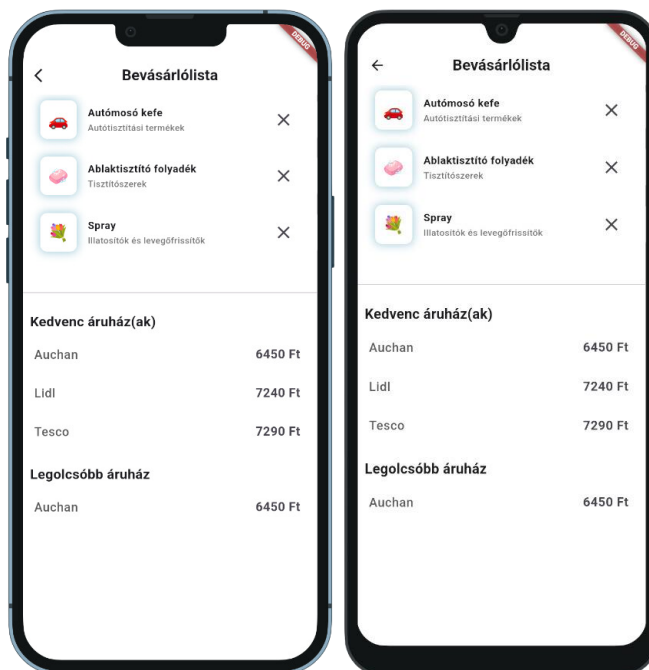 DEBUG
Bevásárlólista
Autómosó kefe
Autótisztítási termékek
Ablaktisztító folyadék
Tisztítószerek
Spray
Illatosítók és levegőfrissítők
Kedvenc áruház(ak)
Auchan 6450 Ft
Lidl 7240 Ft
Tesco 7290 Ft
Legolcsóbb áruház
Auchan 6450 Ft
DEBUG
Bevásárlólista
Autómosó kefe
Autótisztítási termékek
Ablaktisztító folyadék
Tisztítószerek
Spray
Illatosítók és levegőfrissítők
Kedvenc áruház(ak)
Auchan 6450 Ft
Lidl 7240 Ft
Tesco 7290 Ft
Legolcsóbb áruház
Auchan 6450 Ft